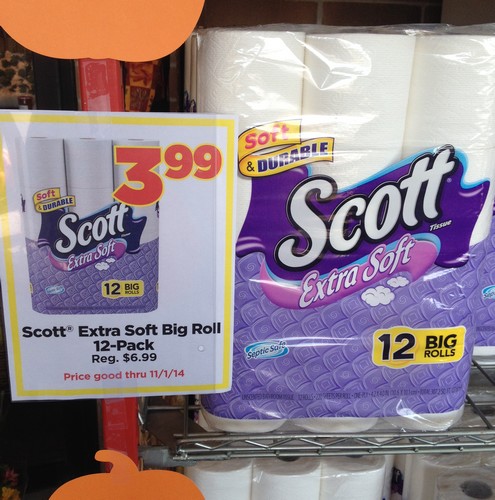 3.99
Soft
& DURABLE
Scott
Extra Soft
12 BIG
ROLLS
Scott® Extra Soft Big Roll
12-Pack
Reg. $6.99
Price good thru 11/1/14
Soft
& DURABLE
Scott
Tissue
Extra Soft
Septic Safe
12 BIG
ROLLS